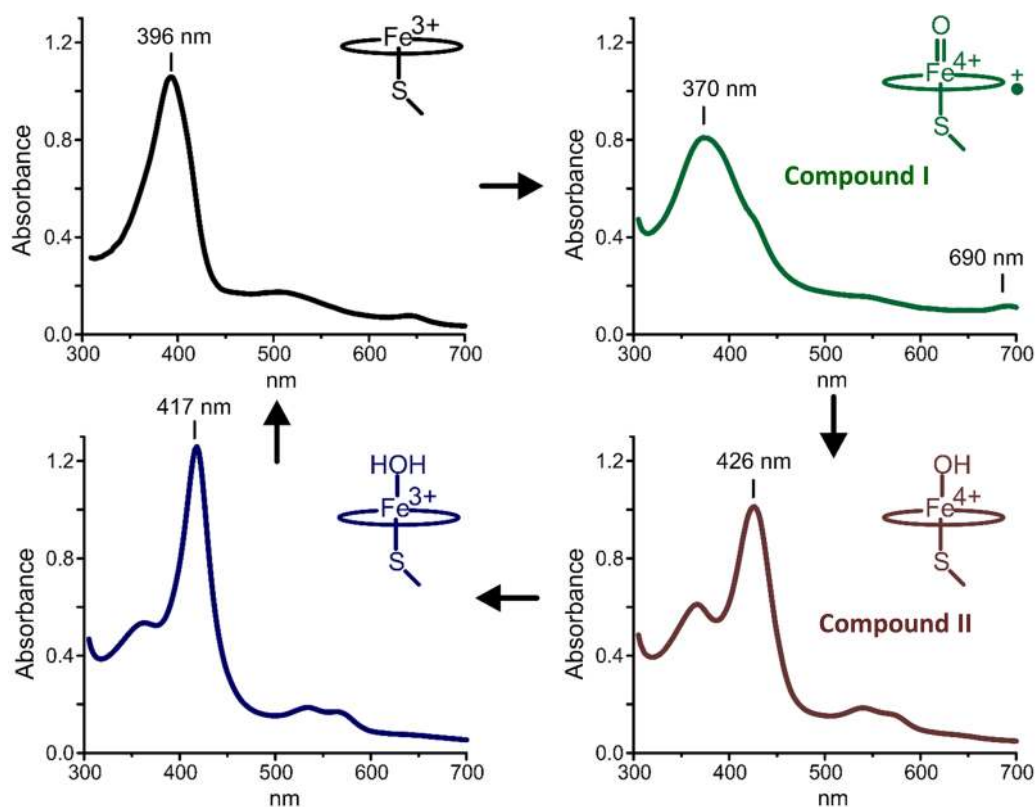 396 nm
Fe3+
S
Absorbance
1.2
0.8
0.4
0.0
300 400 500 600 700
nm
O
Fe4+
+
•
S
370 nm
Compound I
690 nm
Absorbance
1.2
0.8
0.4
0.0
300 400 500 600 700
nm
417 nm
HOH
Fe3+
S
Absorbance
1.2
0.8
0.4
0.0
300 400 500 600 700
nm
426 nm
OH
Fe4+
S
Compound II
Absorbance
1.2
0.8
0.4
0.0
300 400 500 600 700
nm